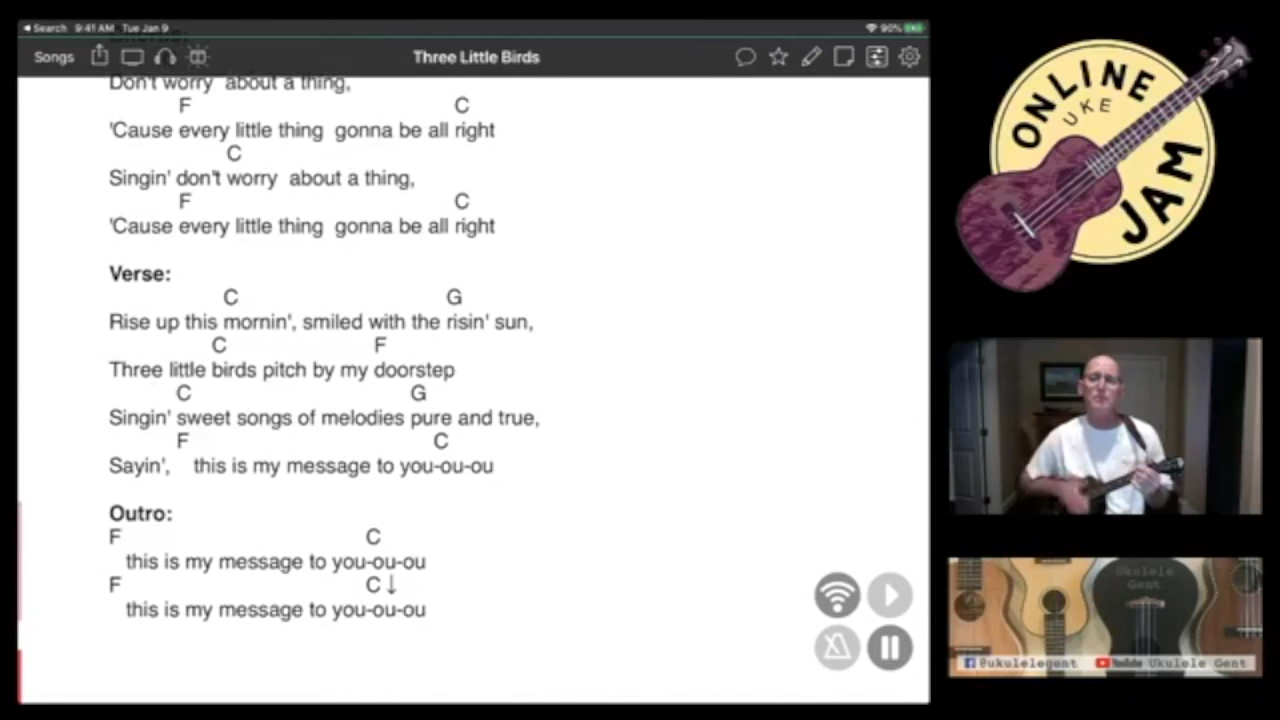 Search 9:41 AM Tue Jan 9 90%
Songs Three Little Birds
Don't worry about a thing,
F C
'Cause every little thing gonna be all right
C
Singin' don't worry about a thing,
F C
'Cause every little thing gonna be all right
Verse:
C G
Rise up this mornin', smiled with the risin' sun,
C F
Three little birds pitch by my doorstep
C G
Singin' sweet songs of melodies pure and true,
F C
Sayin', this is my message to you-ou-ou
Outro:
F C
this is my message to you-ou-ou
F C↓
this is my message to you-ou-ou
ONLINE
UKE
JAM
Ukulele
Gent
@ukulelegent YouTube Ukulele Gent